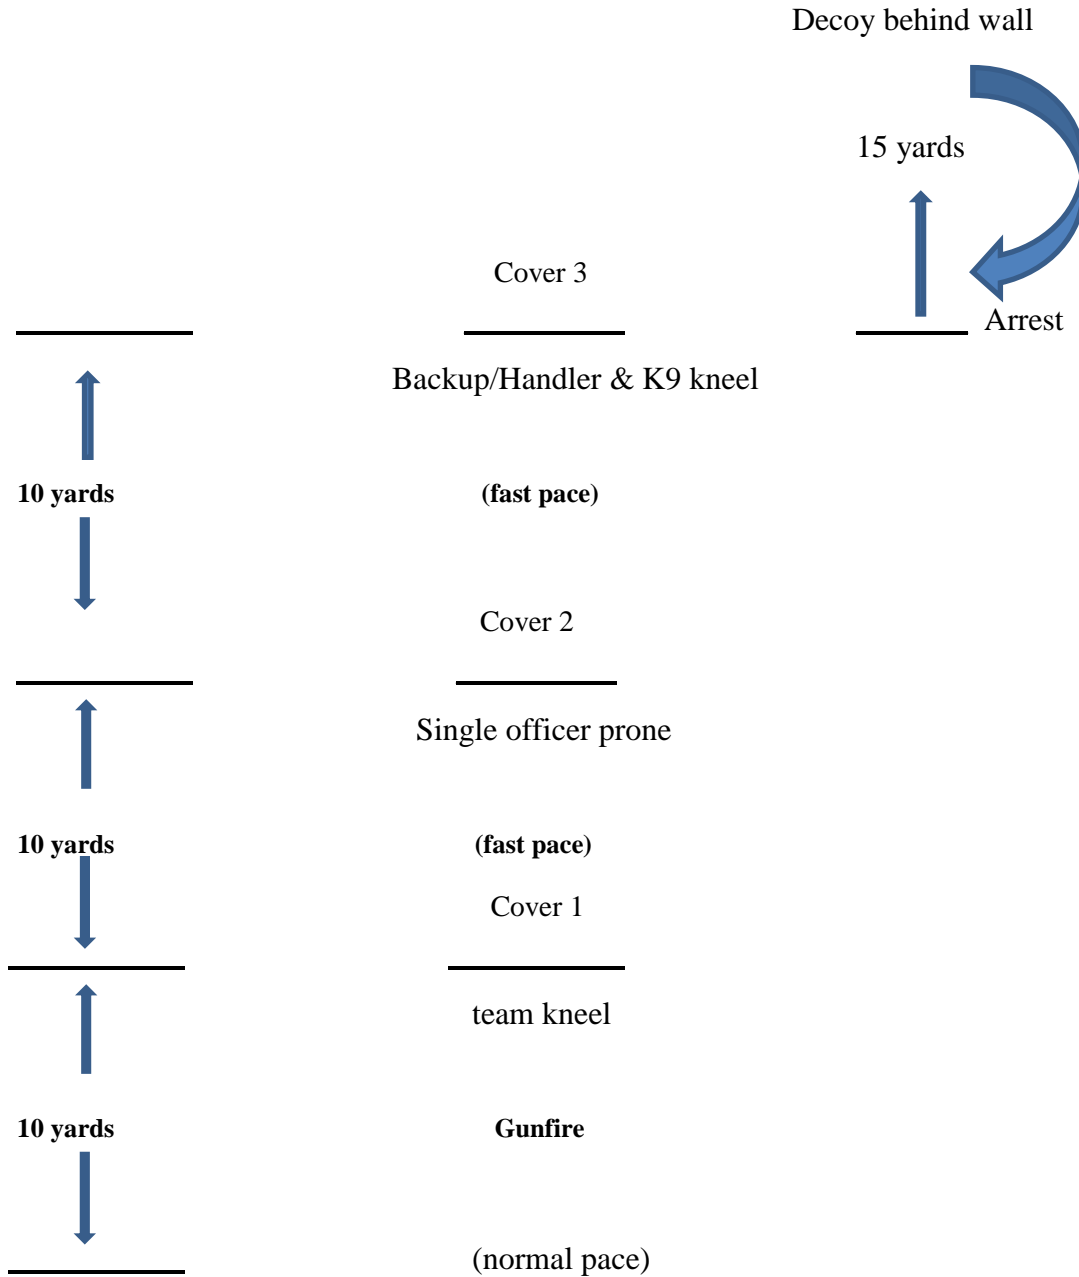 Decoy behind wall
15 yards
Cover 3
Arrest
Backup/Handler & K9 kneel
10 yards
(fast pace)
Cover 2
Single officer prone
10 yards
(fast pace)
Cover 1
team kneel
10 yards
Gunfire
(normal pace)